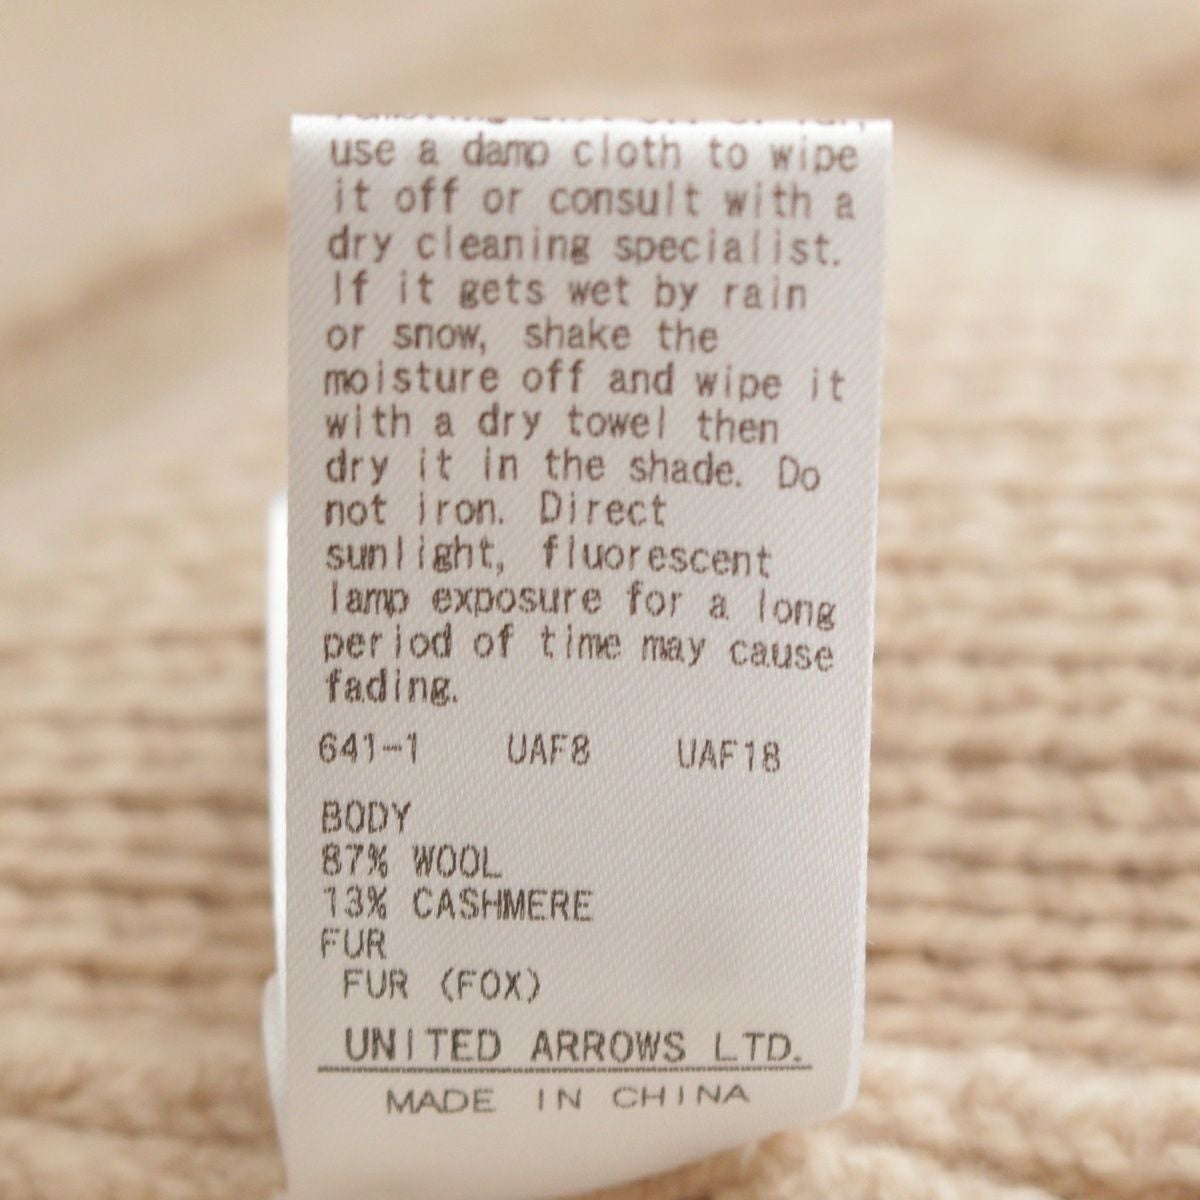 use a damp cloth to wipe
it off or consult with a
dry cleaning specialist.
If it gets wet by rain
or snow, shake the
moisture off and wipe it
with a dry towel then
dry it in the shade. Do
not iron. Direct
sunlight, fluorescent
lamp exposure for a long
period of time may cause
fading.
641-1 UAF8 UAF18
BODY
87% WOOL
13% CASHMERE
FUR
FUR (FOX)
UNITED ARROWS LTD.
MADE IN CHINA